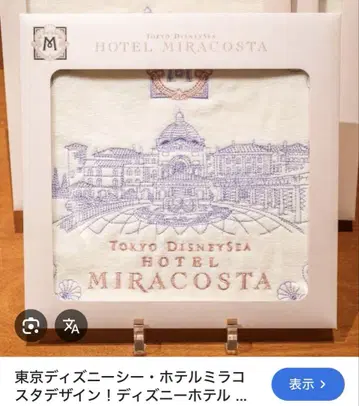 M
TOKYO DISNEYSEA
HOTEL MIRACOSTA
TOKYO DISNEYSEA
HOTEL
MIRACOSTA
東京ディズニーシー・ホテルミラコ
スタデザイン！ディズニーホテル ...
表示